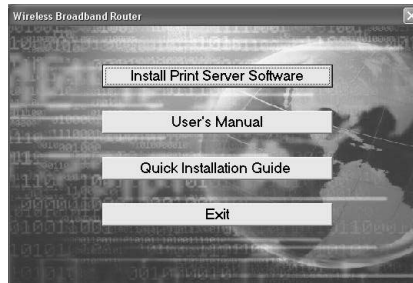 Wireless Broadband Router
Install Print Server Software
User's Manual
Quick Installation Guide
Exit